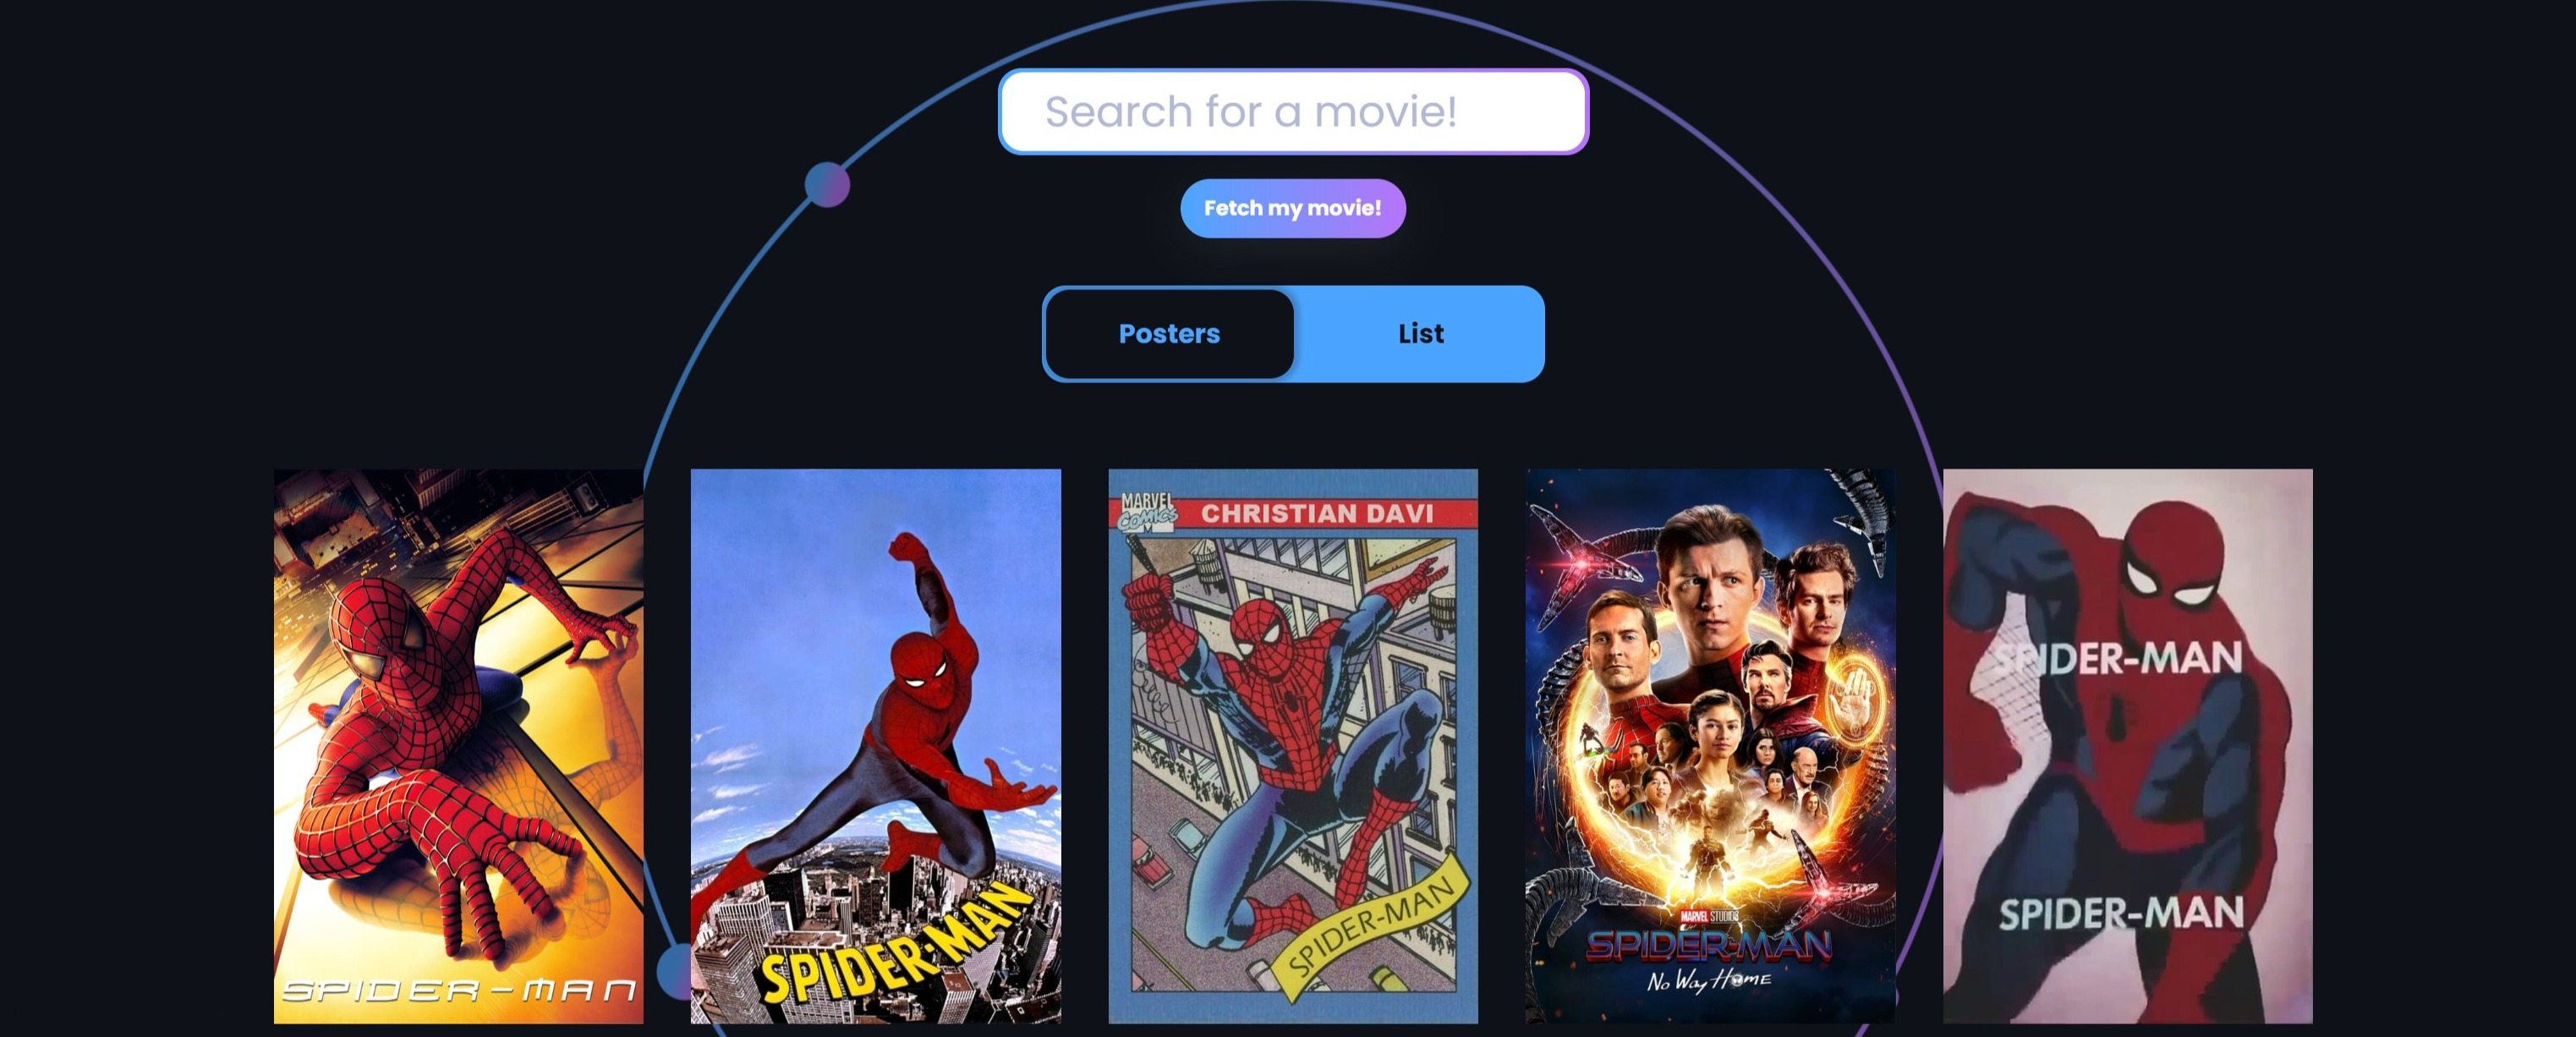 Search for a movie!
Fetch my movie!
Posters
List
SPIDER-MAN
SPIDER-MAN
MARVEL
COMICS
CHRISTIAN DAVI
SPIDER-MAN
MARVEL STUDIOS
SPIDER-MAN
No Way Home
SPIDER-MAN
SPIDER-MAN